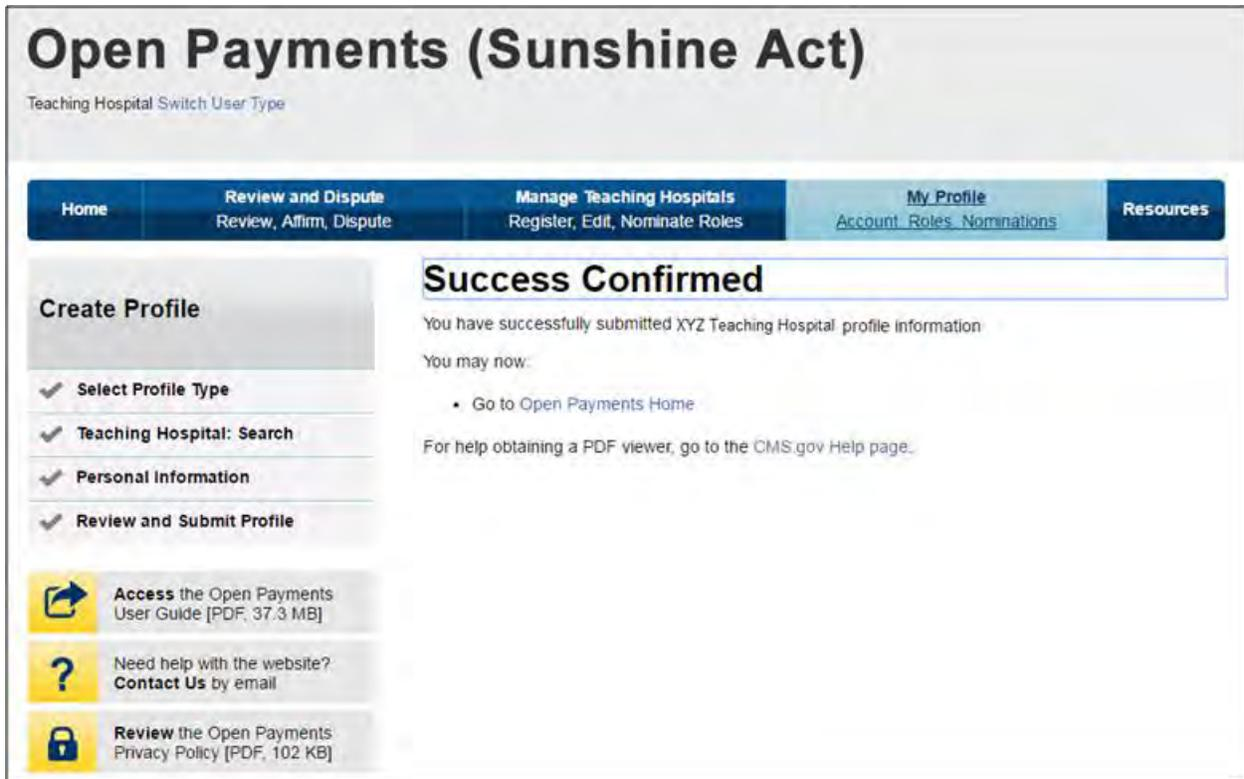 Open Payments (Sunshine Act)
Teaching Hospital Switch User Type
Home
Review and Dispute
Review, Affirm, Dispute
Manage Teaching Hospitals
Register, Edit, Nominate Roles
My Profile
Account, Roles, Nominations
Resources
Create Profile
Select Profile Type
Teaching Hospital: Search
Personal Information
Review and Submit Profile
Access the Open Payments
User Guide [PDF, 37.3 MB]
? Need help with the website?
Contact Us by email
Review the Open Payments
Privacy Policy [PDF, 102 KB]
Success Confirmed
You have successfully submitted XYZ Teaching Hospital profile information
You may now:
• Go to Open Payments Home
For help obtaining a PDF viewer, go to the CMS.gov Help page.